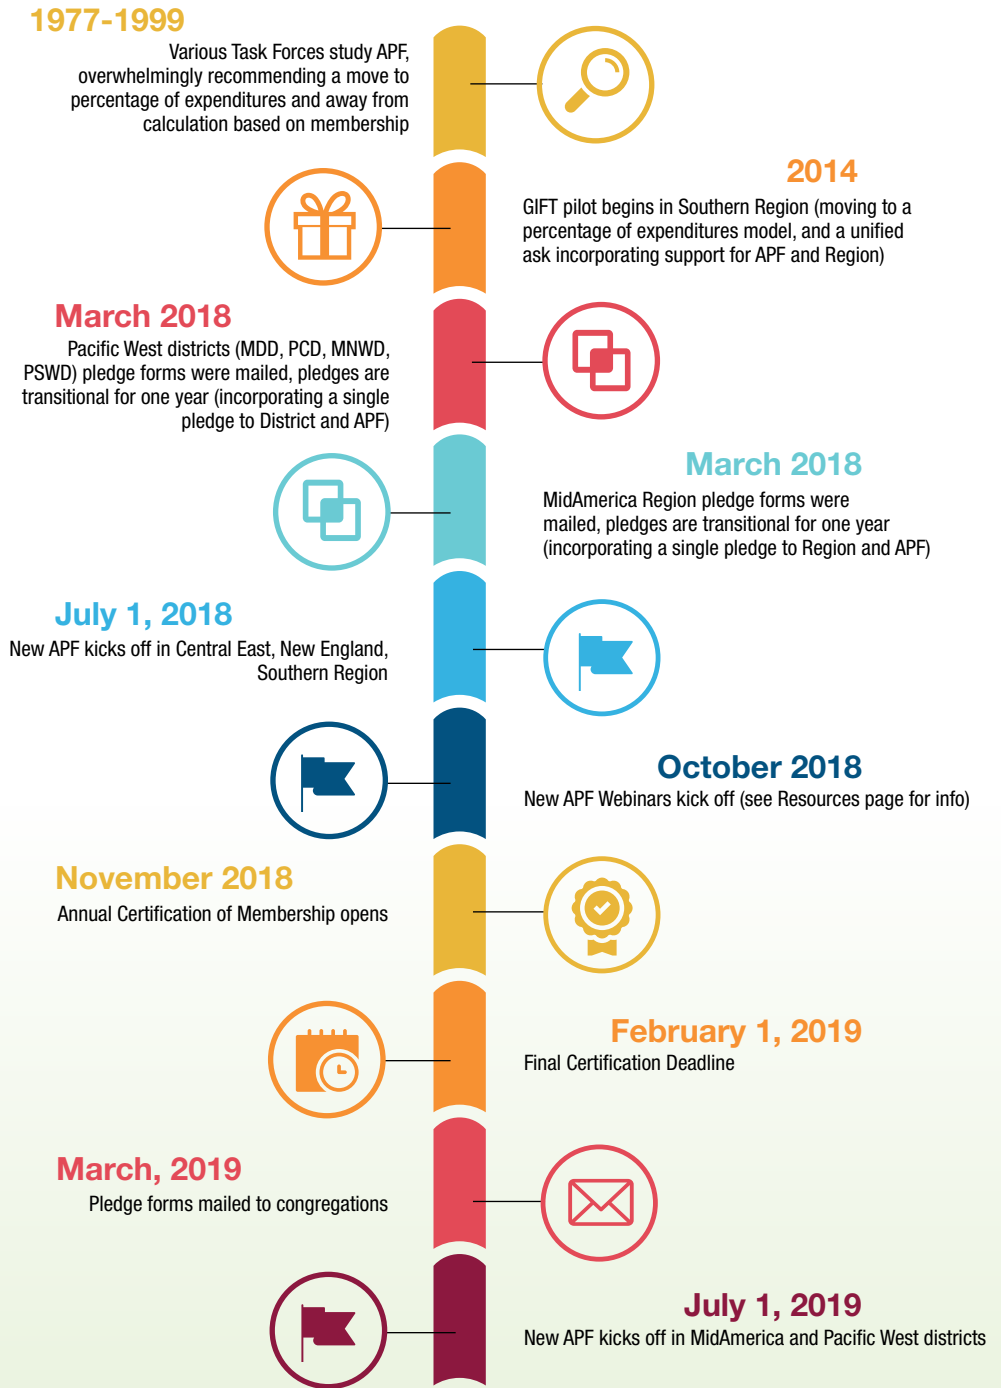 1977-1999
Various Task Forces study APF,
overwhelmingly recommending a move to
percentage of expenditures and away from
calculation based on membership
2014
GIFT pilot begins in Southern Region (moving to a
percentage of expenditures model, and a unified
ask incorporating support for APF and Region)
March 2018
Pacific West districts (MDD, PCD, MNWD,
PSWD) pledge forms were mailed, pledges are
transitional for one year (incorporating a single
pledge to District and APF)
March 2018
MidAmerica Region pledge forms were
mailed, pledges are transitional for one year
(incorporating a single pledge to Region and APF)
July 1, 2018
New APF kicks off in Central East, New England,
Southern Region
October 2018
New APF Webinars kick off (see Resources page for info)
November 2018
Annual Certification of Membership opens
February 1, 2019
Final Certification Deadline
March, 2019
Pledge forms mailed to congregations
July 1, 2019
New APF kicks off in MidAmerica and Pacific West districts